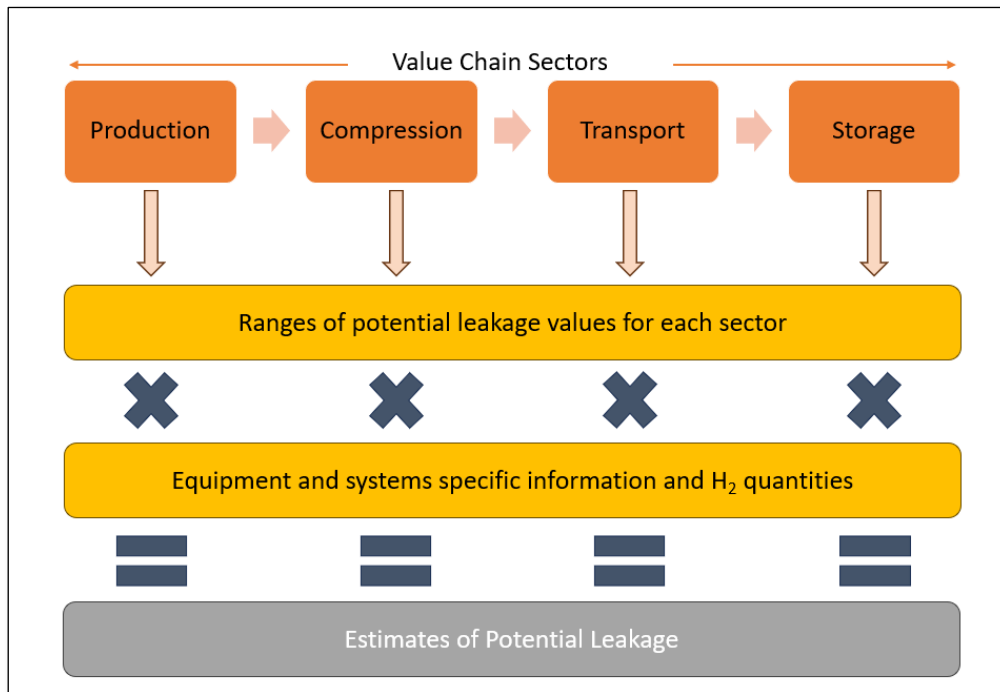 Value Chain Sectors
Production
Compression
Transport
Storage
Ranges of potential leakage values for each sector
Equipment and systems specific information and H₂ quantities
Estimates of Potential Leakage